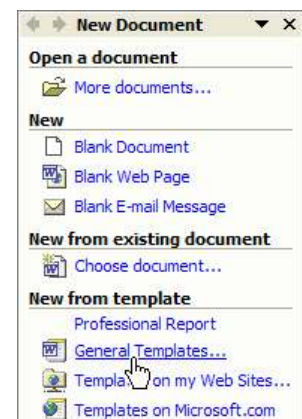 New Document
Open a document
More documents...
New
Blank Document
Blank Web Page
Blank E-mail Message
New from existing document
Choose document...
New from template
Professional Report
General Templates...
Templa on my Web Sites...
Templates on Microsoft.com